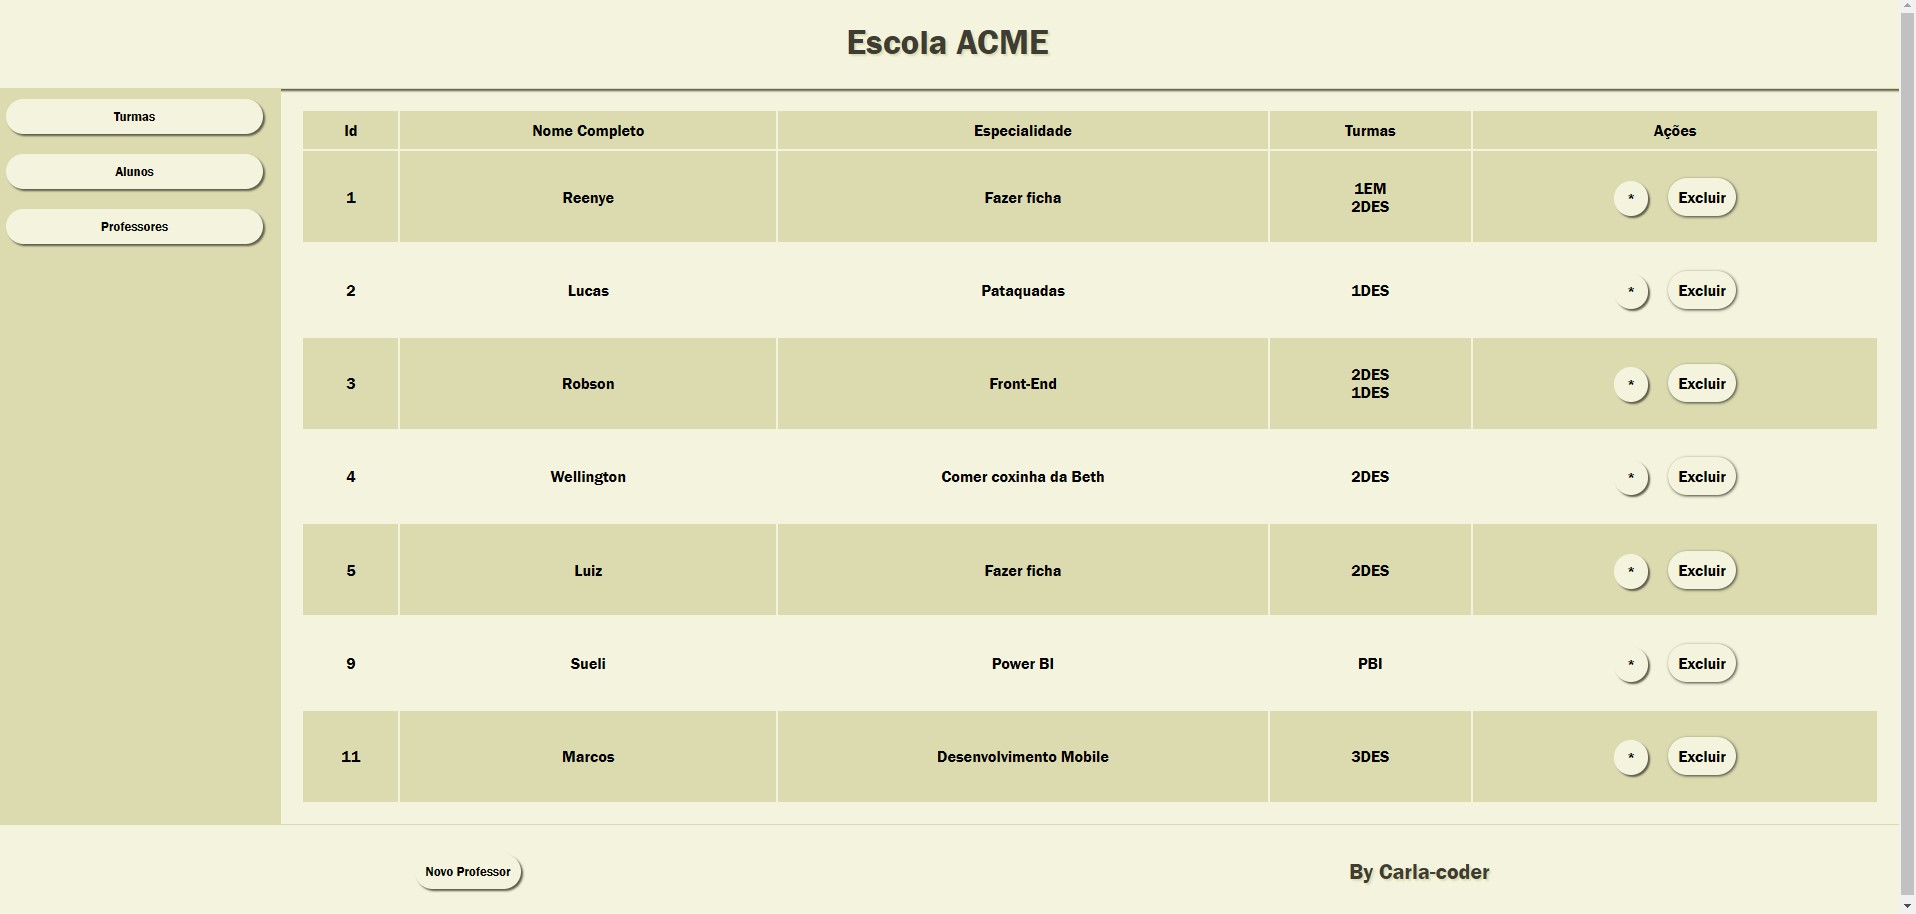 Escola ACME
Turmas
Alunos
Professores
Id Nome Completo Especialidade Turmas Ações
1 Reenye Fazer ficha 1EM 2DES * Excluir
2 Lucas Pataquadas 1DES * Excluir
3 Robson Front-End 2DES 1DES * Excluir
4 Wellington Comer coxinha da Beth 2DES * Excluir
5 Luiz Fazer ficha 2DES * Excluir
9 Sueli Power BI PBI * Excluir
11 Marcos Desenvolvimento Mobile 3DES * Excluir
Novo Professor By Carla-coder